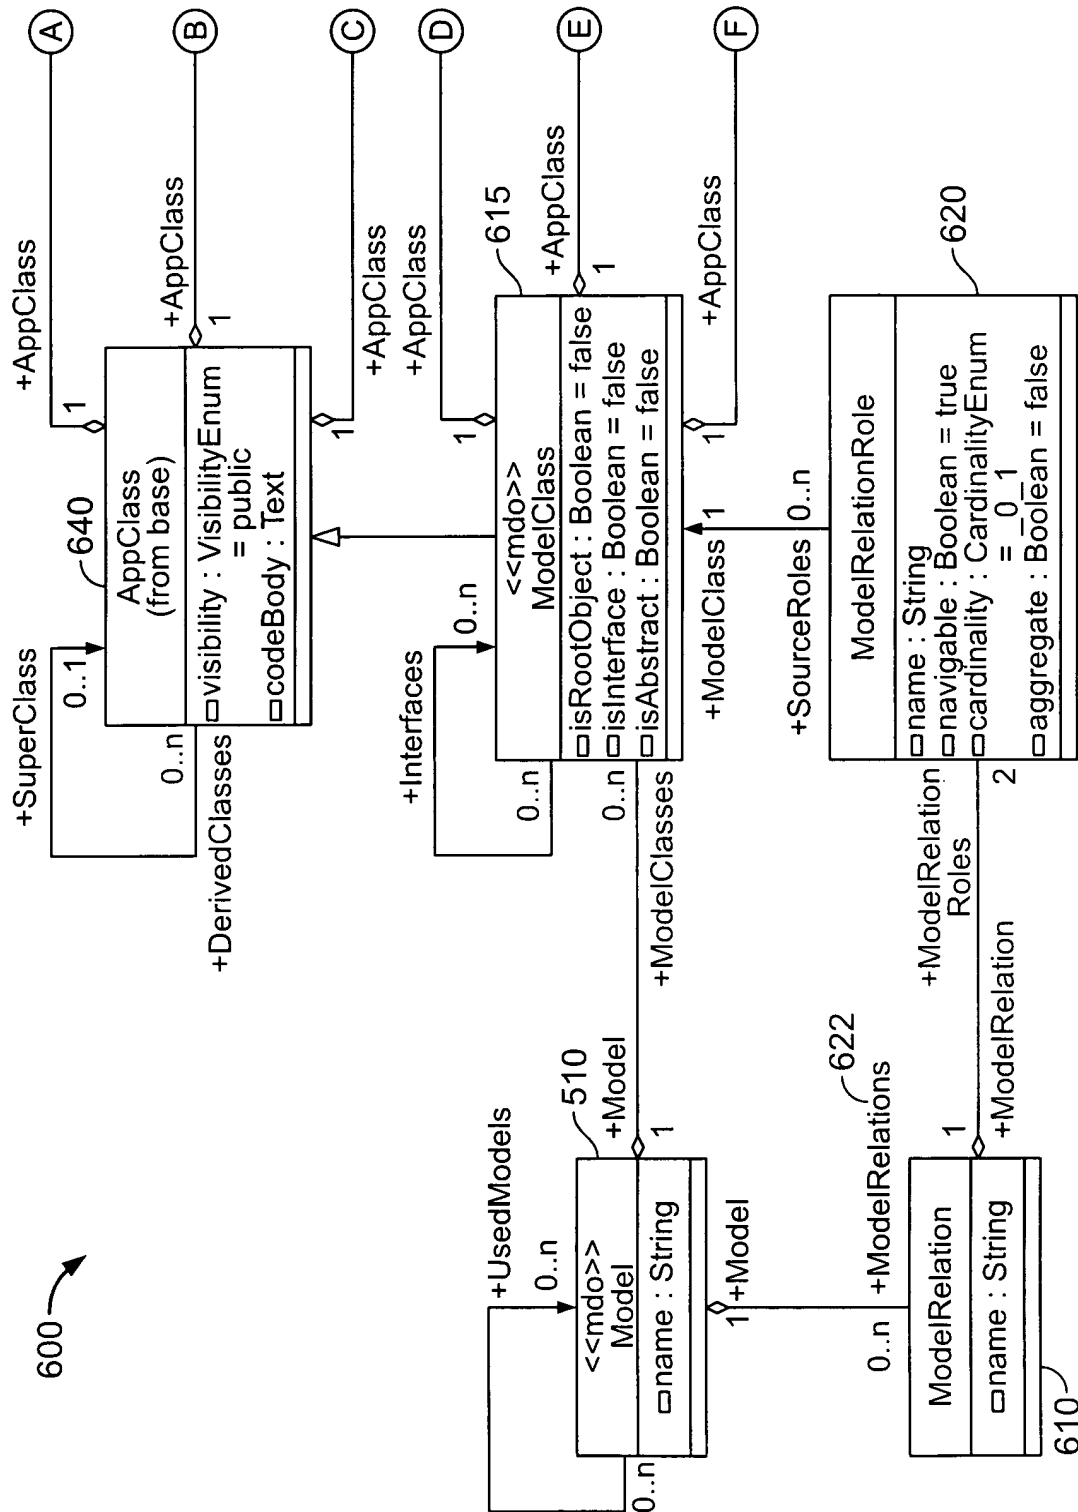 600
+SuperClass
0..1
640
+AppClass
1
A
AppClass
(from base)
visibility : VisibilityEnum
= public
codeBody : Text
0..n
+DerivedClasses
+AppClass
1
B
1
+AppClass
C
+UsedModels
0..n
510
<<mdo>>
Model
name : String
0..n
+Model
1
1
+Model
+Interfaces
0..n
0..n
<<mdo>>
ModelClass
isRootObject : Boolean = false
isInterface : Boolean = false
isAbstract : Boolean = false
0..n
+ModelClasses
615
+AppClass
1
D
+AppClass
1
E
1
+AppClass
F
+ModelClass
1
+SourceRoles
0..n
622
+ModelRelations
0..n
ModelRelation
name : String
610
1
+ModelRelation
+ModelRelation
Roles
2
620
ModelRelationRole
name : String
navigable : Boolean = true
cardinality : CardinalityEnum
= _0_1
aggregate : Boolean = false